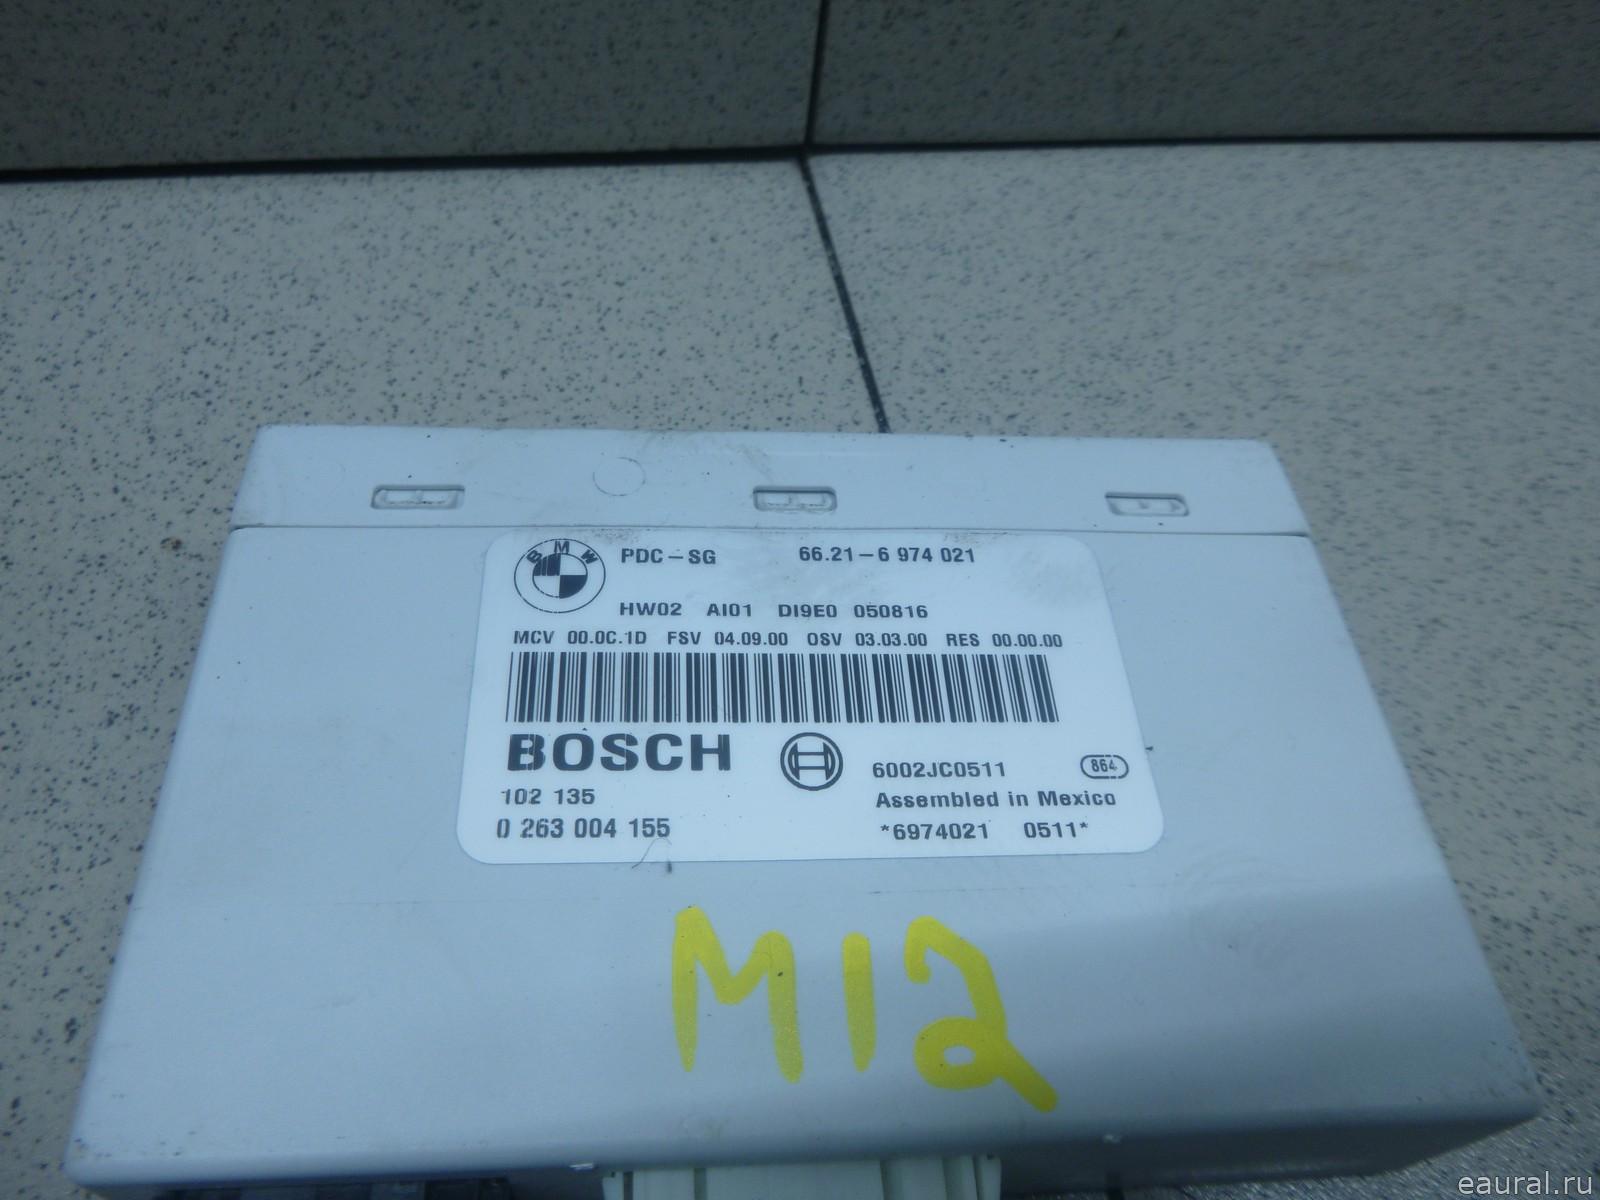 BMW PDC-SG 66.21-6 974 021
HW02 AI01 DI9E0 050816
MCV 00.0C.1D FSV 04.09.00 OSV 03.03.00 RES 00.00.00
BOSCH
6002JC0511 864
102 135 Assembled in Mexico
0 263 004 155 *6974021 0511*
M12
eaural.ru